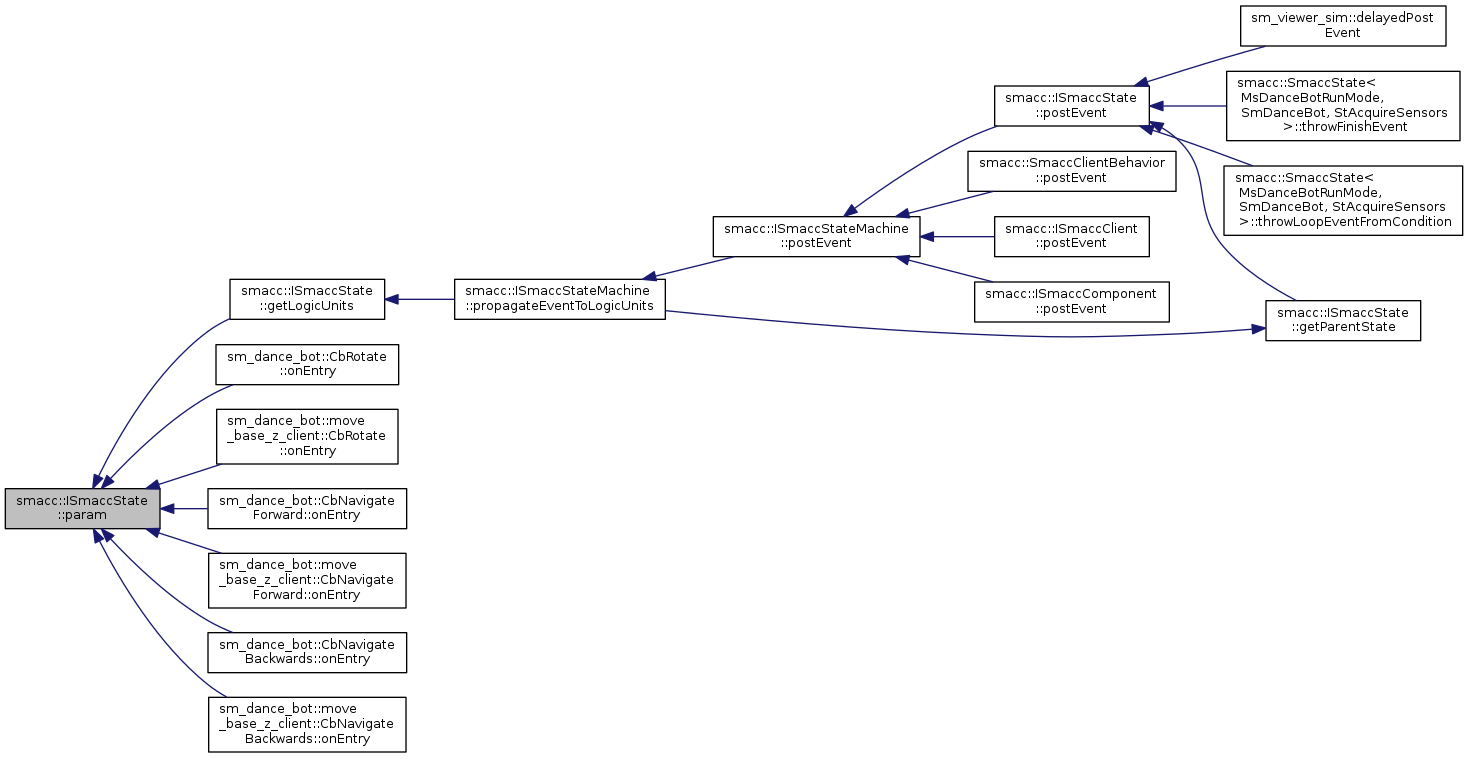 sm_viewer_sim::delayedPost
Event
smacc::SmaccState<
MsDanceBotRunMode,
SmDanceBot, StAcquireSensors
>::throwFinishEvent
smacc::ISmaccState
::postEvent
smacc::SmaccClientBehavior
::postEvent
smacc::SmaccState<
MsDanceBotRunMode,
SmDanceBot, StAcquireSensors
>::throwLoopEventFromCondition
smacc::ISmaccStateMachine
::postEvent
smacc::ISmaccClient
::postEvent
smacc::ISmaccState
::getLogicUnits
smacc::ISmaccStateMachine
::propagateEventToLogicUnits
smacc::ISmaccComponent
::postEvent
smacc::ISmaccState
::getParentState
sm_dance_bot::CbRotate
::onEntry
sm_dance_bot::move
_base_z_client::CbRotate
::onEntry
smacc::ISmaccState
::param
sm_dance_bot::CbNavigate
Forward::onEntry
sm_dance_bot::move
_base_z_client::CbNavigate
Forward::onEntry
sm_dance_bot::CbNavigate
Backwards::onEntry
sm_dance_bot::move
_base_z_client::CbNavigate
Backwards::onEntry